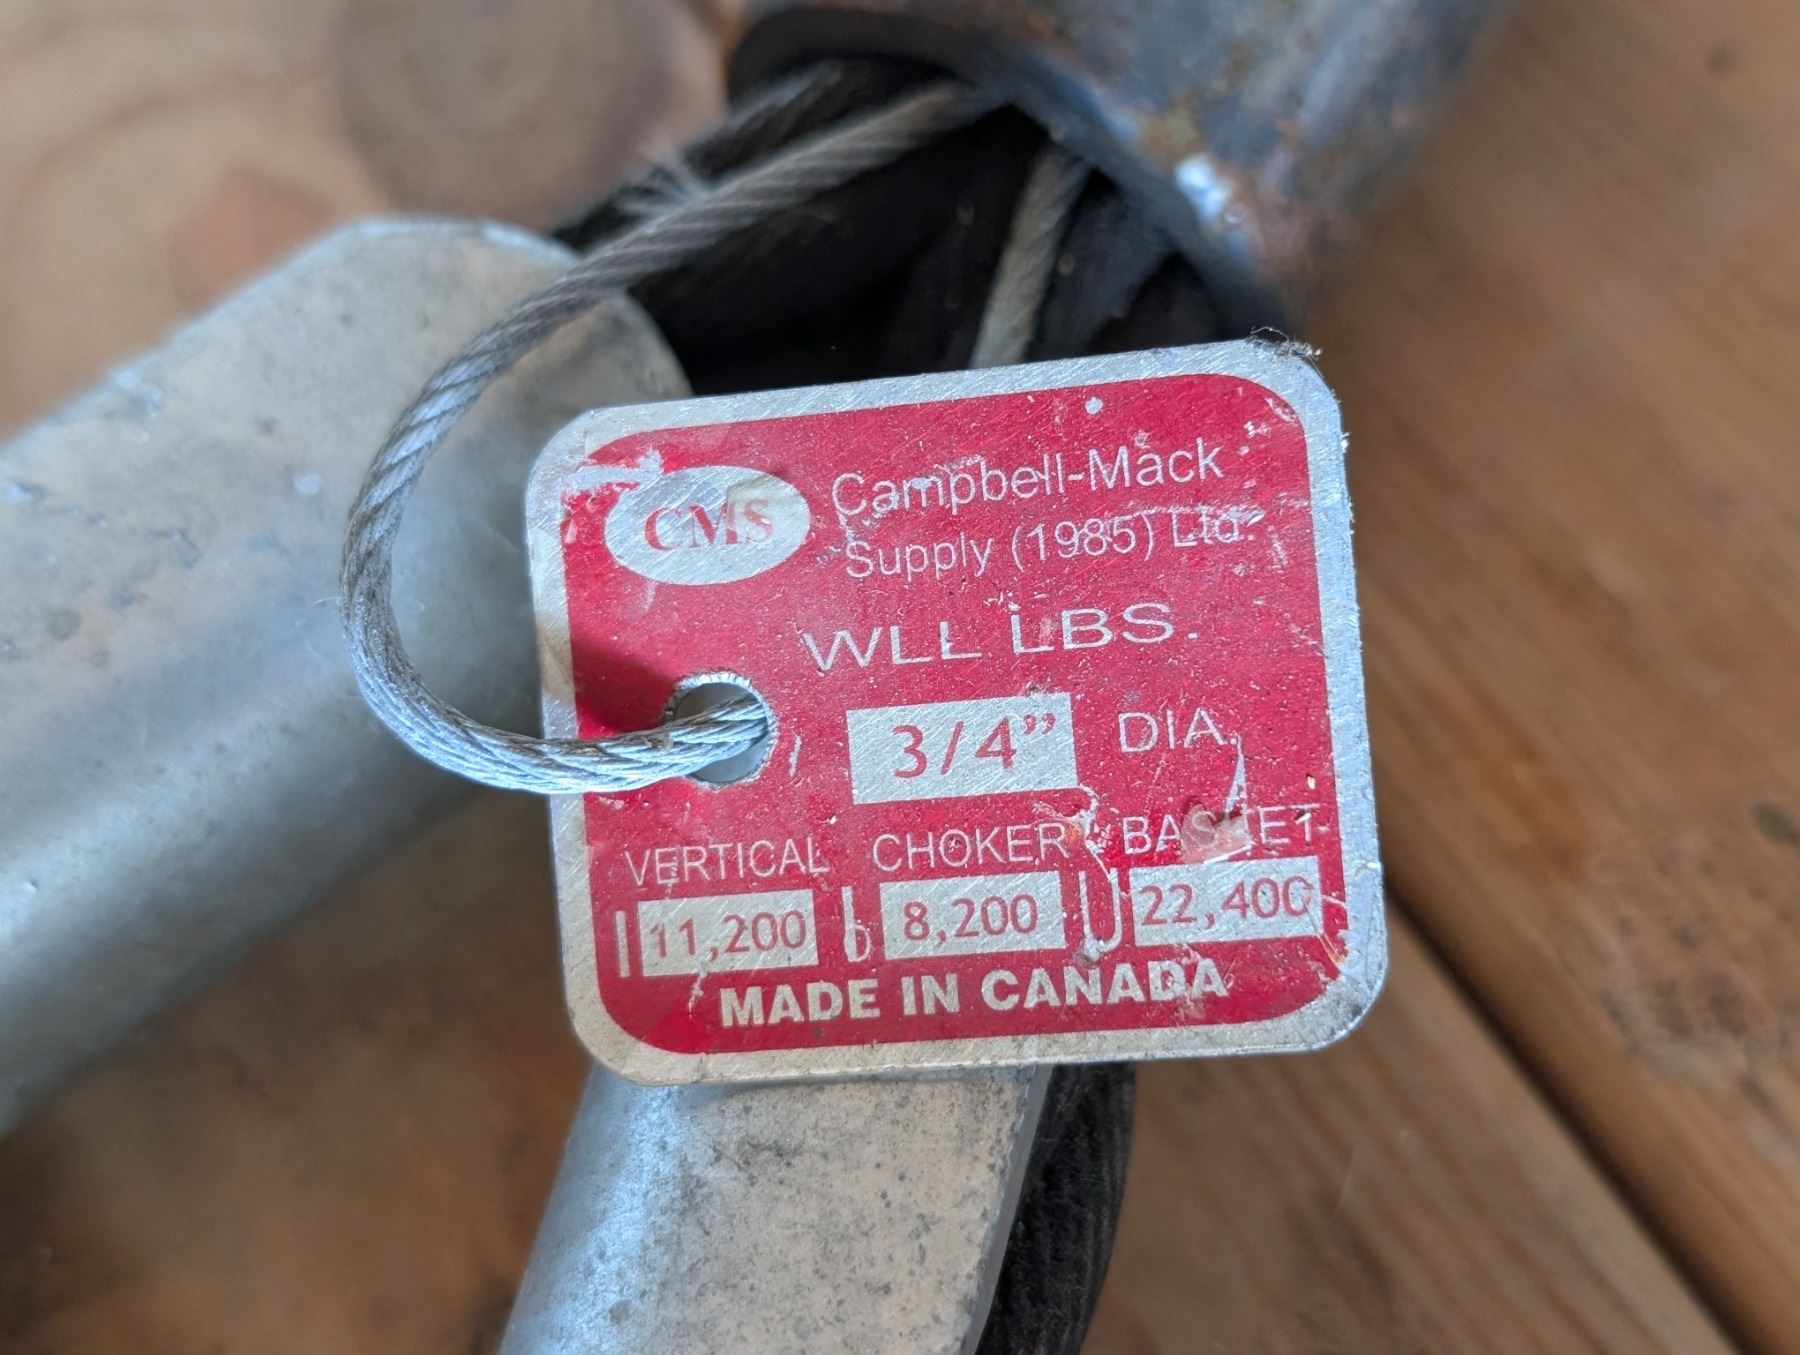 CMS
Campbell-Mack
Supply (1985) Ltd.
WLL LBS.
3/4” DIA.
VERTICAL CHOKER BASKET
11,200 8,200 22,400
MADE IN CANADA